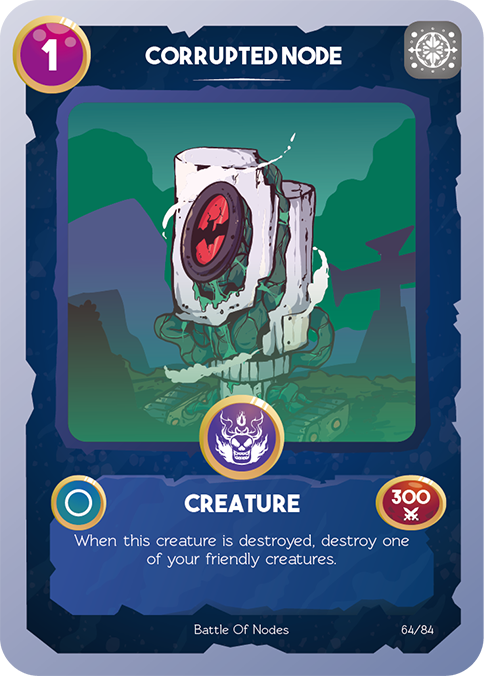 1
CORRUPTED NODE
CREATURE
300
When this creature is destroyed, destroy one
of your friendly creatures.
Battle Of Nodes
64/84